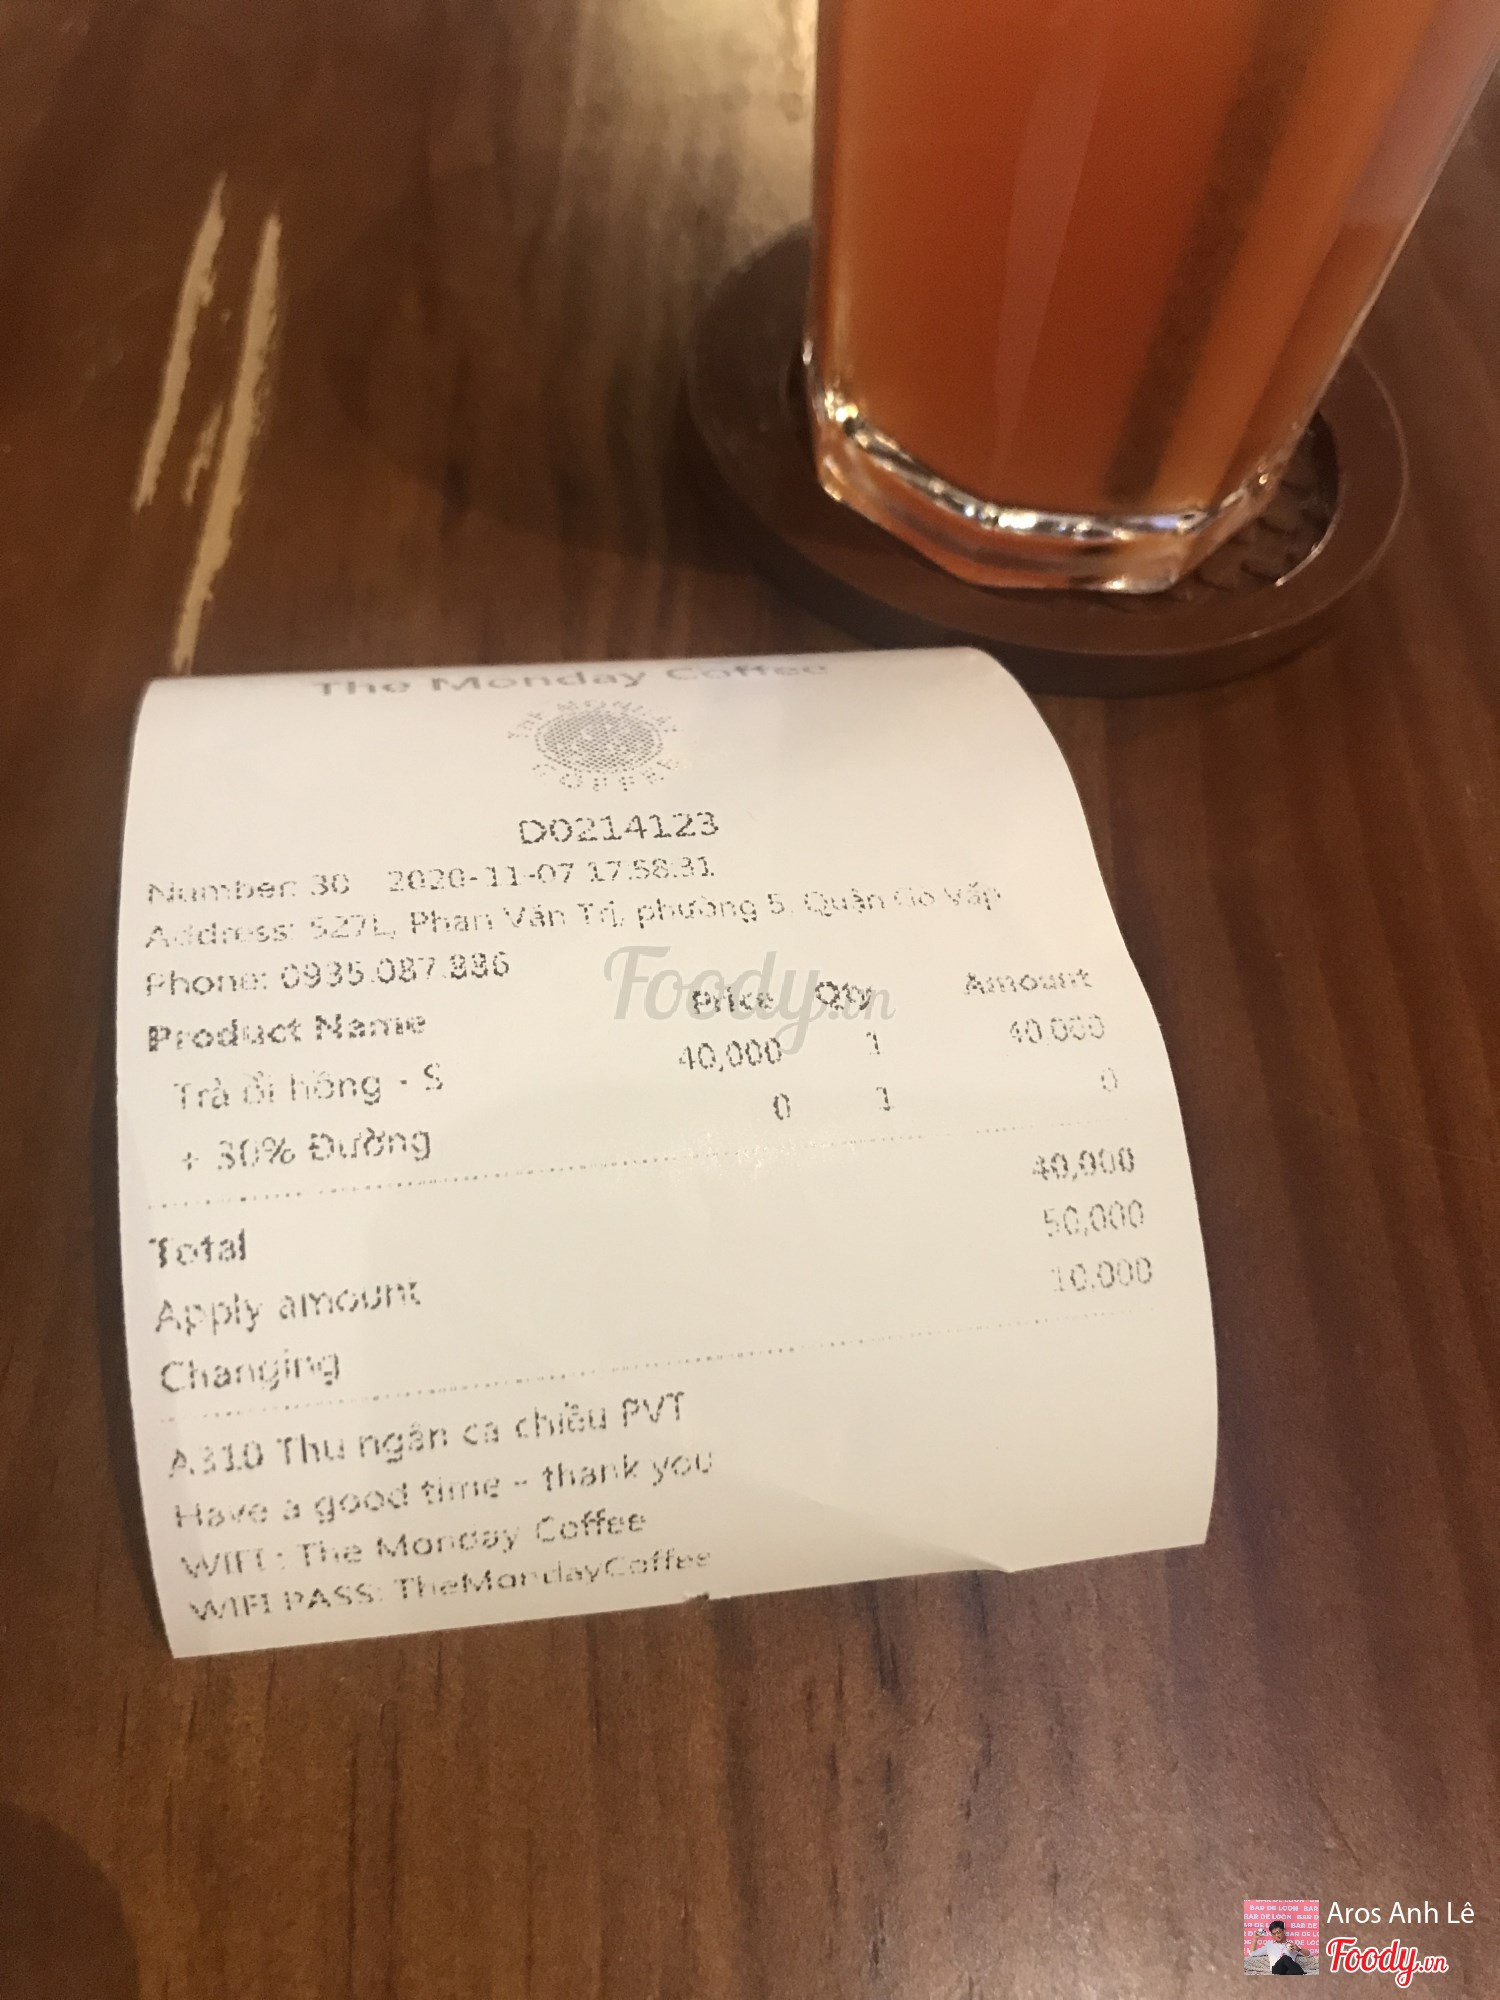 The Monday Coffee
THE MONDAY
COFFEE
D0214123
Number: 30 2020-11-07 17:58:31
Address: 527L, Phan Văn Trị, phường 5, Quận Gò Vấp
Phone: 0935.087.886
Product Name Price Qty Amount
Trà ổi hồng - S 40,000 1 40,000
+ 30% Đường 0 1 0
Total 40,000
Apply amount 50,000
Changing 10,000
A310 Thu ngân ca chiều PVT
Have a good time - thank you
WIFI : The Monday Coffee
WIFI PASS: TheMondayCoffee
Foody.vn
Aros Anh Lê
Foody.vn